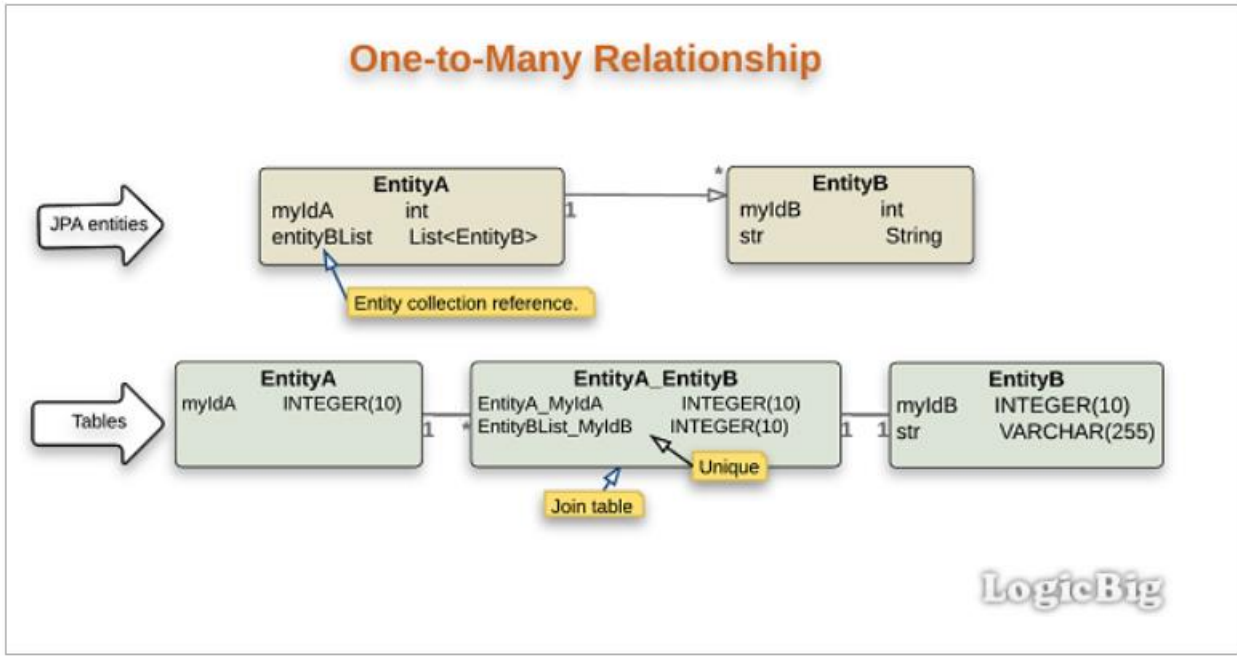 One-to-Many Relationship
JPA entities
EntityA
myIdA int
entityBList List<EntityB>
1
*
EntityB
myIdB int
str String
Entity collection reference.
Tables
EntityA
myIdA INTEGER(10)
1
*
EntityA_EntityB
EntityA_MyIdA INTEGER(10)
EntityBList_MyIdB INTEGER(10)
1
1
EntityB
myIdB INTEGER(10)
str VARCHAR(255)
Unique
Join table
LogicBig